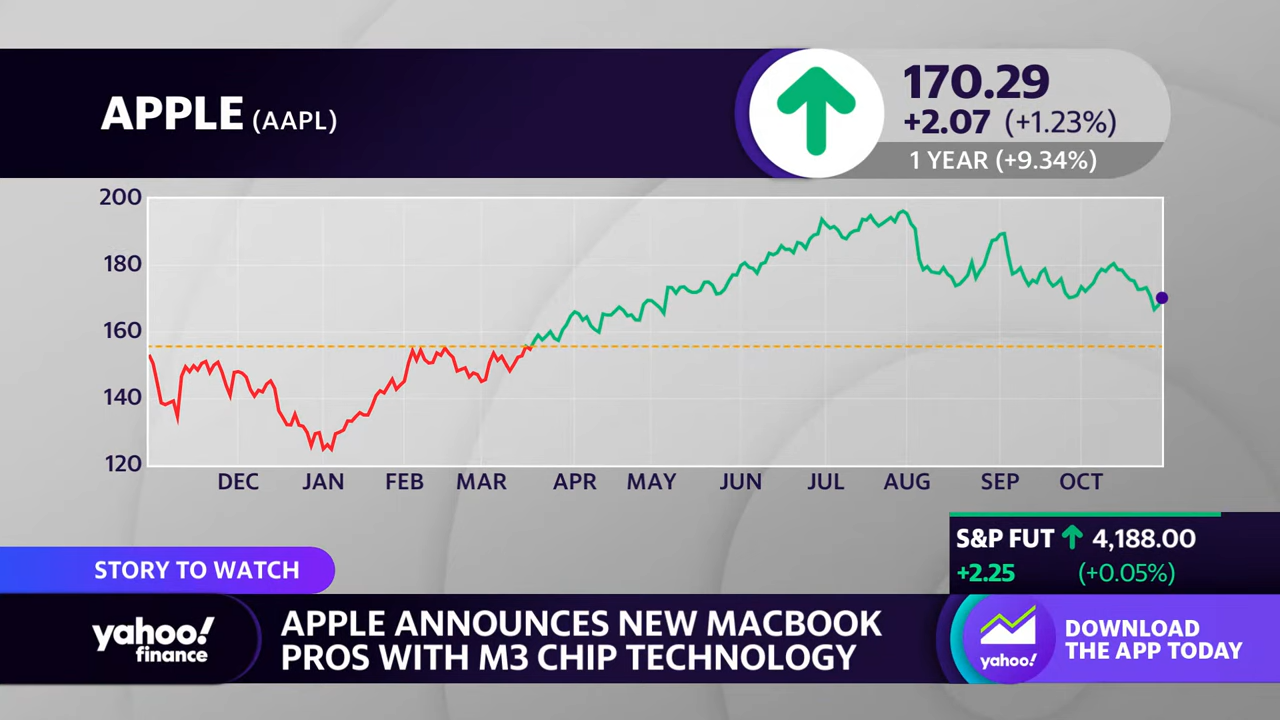 APPLE (AAPL)
170.29
+2.07 (+1.23%)
1 YEAR (+9.34%)
200
180
160
140
120
DEC JAN FEB MAR APR MAY JUN JUL AUG SEP OCT
S&P FUT 4,188.00
+2.25 (+0.05%)
STORY TO WATCH
yahoo!
finance
APPLE ANNOUNCES NEW MACBOOK
PROS WITH M3 CHIP TECHNOLOGY
yahoo!
DOWNLOAD
THE APP TODAY